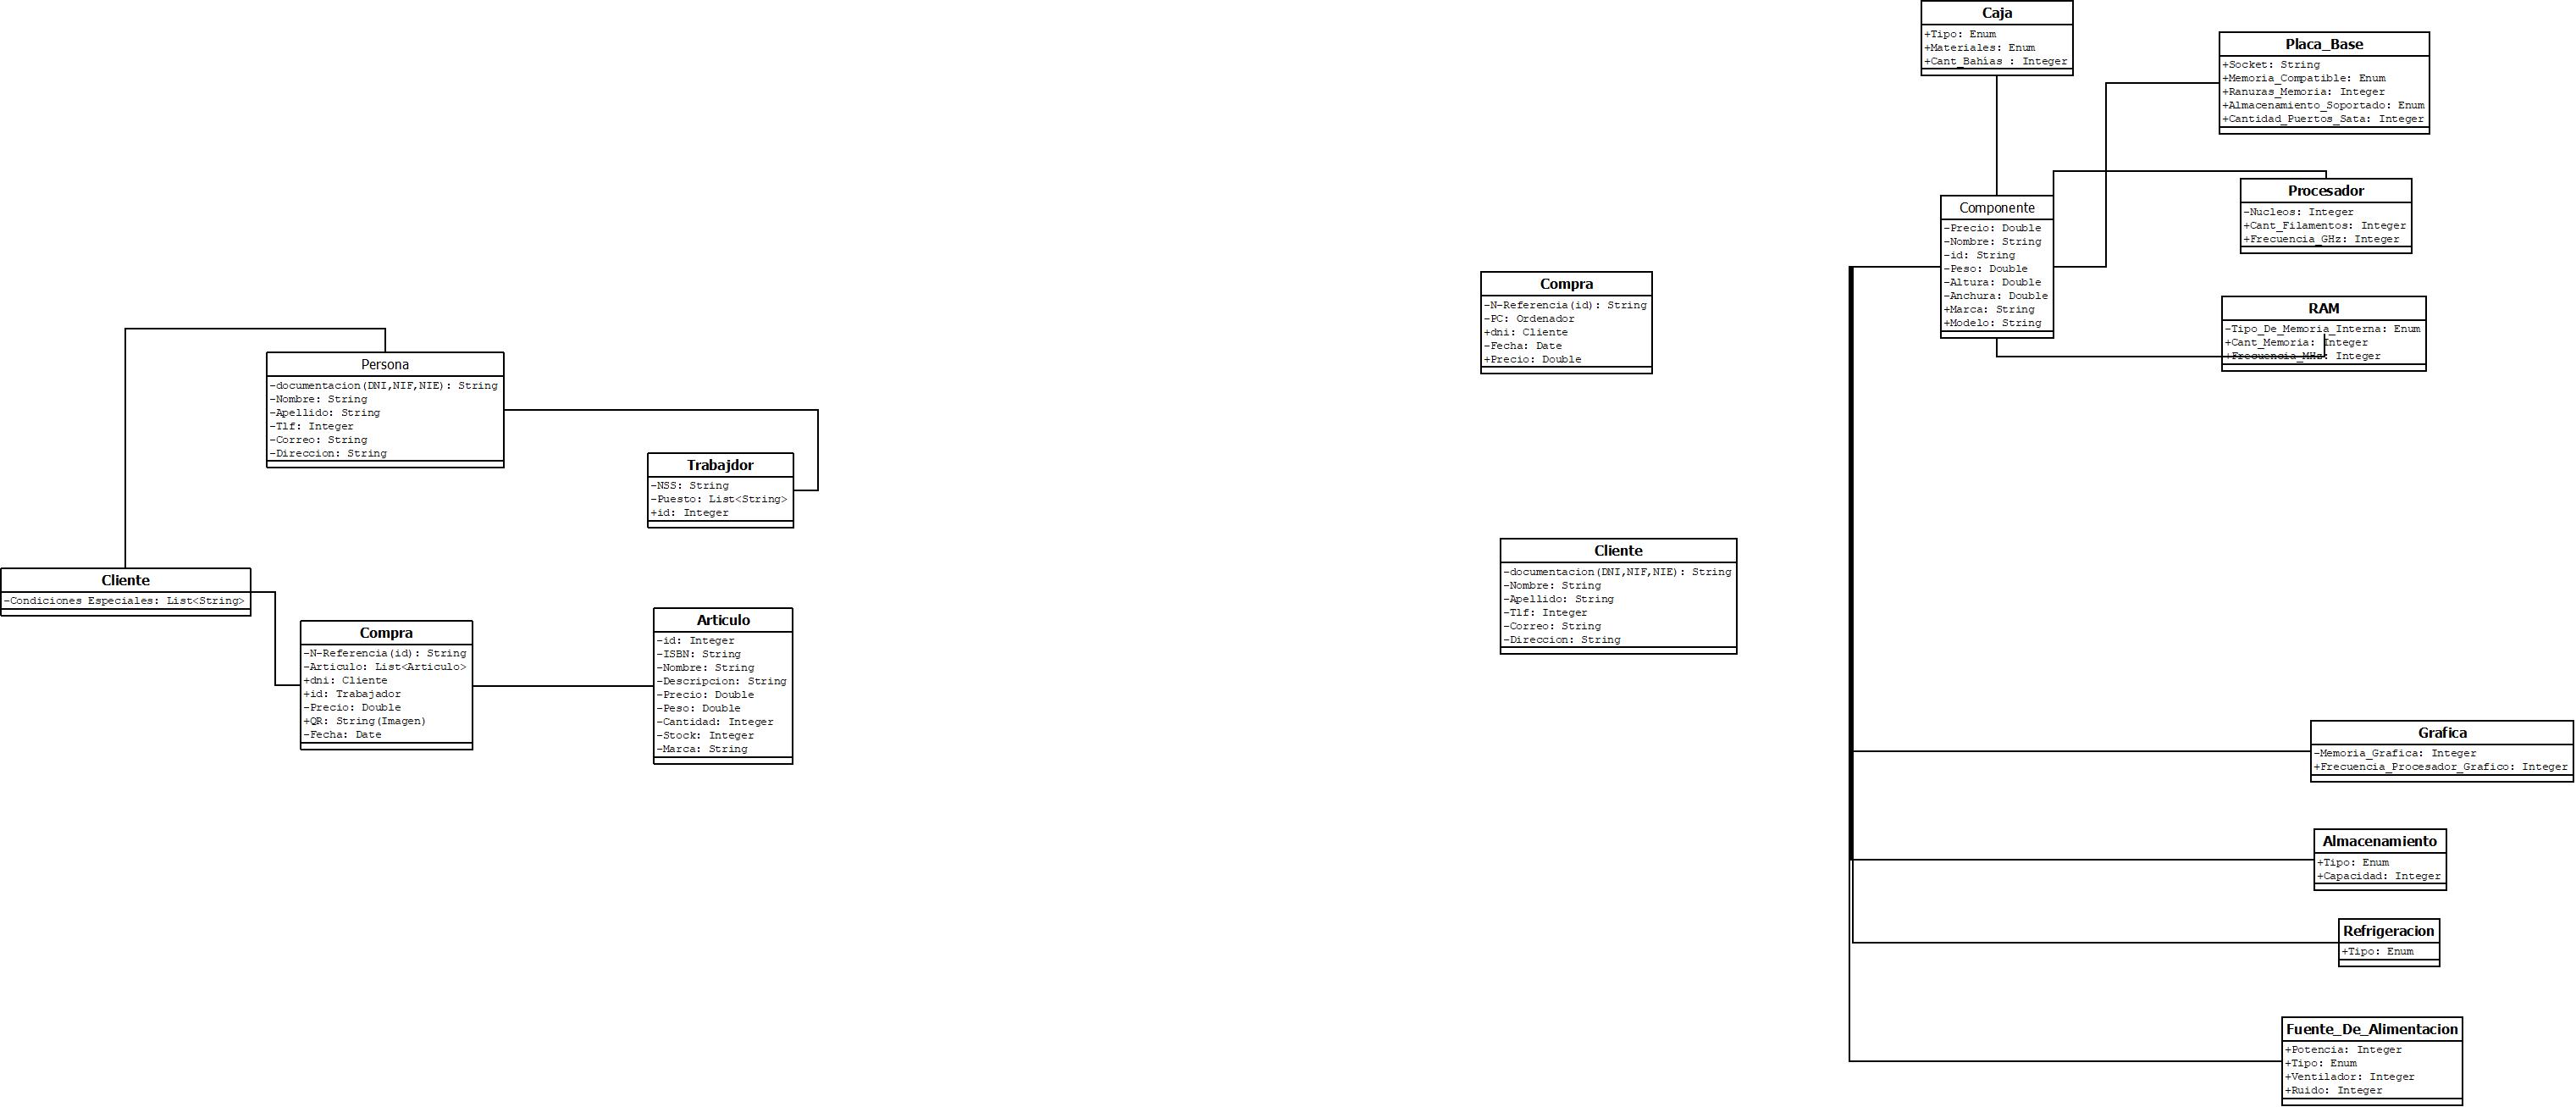 Caja
+Tipo: Enum
+Materiales: Enum
+Cant_Bahías : Integer
Placa_Base
+Socket: String
+Memoria_Compatible: Enum
+Ranuras_Memoria: Integer
+Almacenamiento_Soportado: Enum
+Cantidad_Puertos_Sata: Integer
Procesador
-Nucleos: Integer
+Cant_Filamentos: Integer
+Frecuencia_GHz: Integer
Componente
-Precio: Double
-Nombre: String
-id: String
-Peso: Double
-Altura: Double
-Anchura: Double
+Marca: String
+Modelo: String
RAM
-Tipo_De_Memoria_Interna: Enum
+Cant_Memoria: Integer
+Frecuencia_MHz: Integer
Compra
-N-Referencia(id): String
-PC: Ordenador
+dni: Cliente
-Fecha: Date
+Precio: Double
Persona
-documentacion(DNI,NIF,NIE): String
-Nombre: String
-Apellido: String
-Tlf: Integer
-Correo: String
-Direccion: String
Trabajdor
-NSS: String
-Puesto: List<String>
+id: Integer
Cliente
-documentacion(DNI,NIF,NIE): String
-Nombre: String
-Apellido: String
-Tlf: Integer
-Correo: String
-Direccion: String
Cliente
-Condiciones Especiales: List<String>
Compra
-N-Referencia(id): String
-Articulo: List<Articulo>
+dni: Cliente
+id: Trabajador
-Precio: Double
+QR: String(Imagen)
-Fecha: Date
Articulo
-id: Integer
-ISBN: String
-Nombre: String
-Descripcion: String
-Precio: Double
-Peso: Double
-Cantidad: Integer
-Stock: Integer
-Marca: String
Grafica
-Memoria_Grafica: Integer
+Frecuencia_Procesador_Grafico: Integer
Almacenamiento
+Tipo: Enum
+Capacidad: Integer
Refrigeracion
+Tipo: Enum
Fuente_De_Alimentacion
+Potencia: Integer
+Tipo: Enum
+Ventilador: Integer
+Ruido: Integer